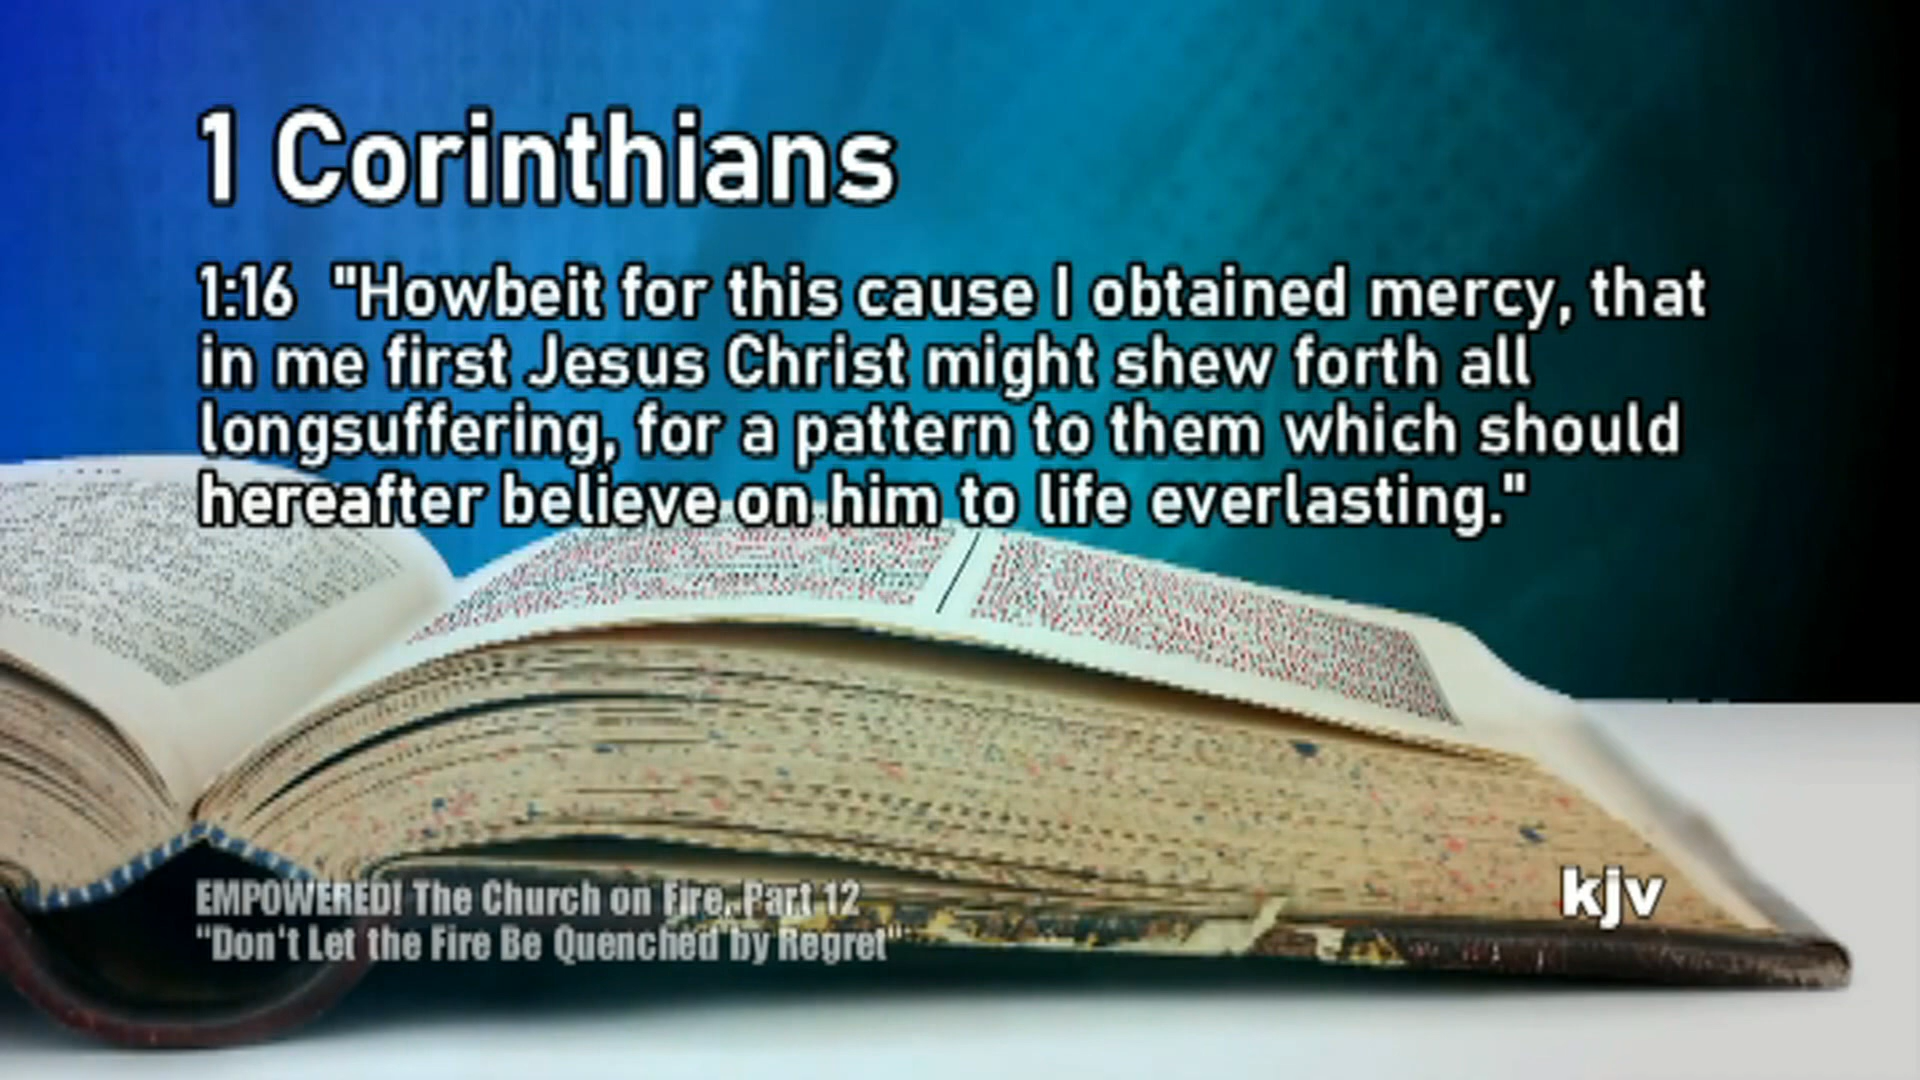 1 Corinthians
1:16 "Howbeit for this cause I obtained mercy, that
in me first Jesus Christ might shew forth all
longsuffering, for a pattern to them which should
hereafter believe on him to life everlasting."
EMPOWERED! The Church on Fire, Part 12
"Don't Let the Fire Be Quenched by Regret"
kjv